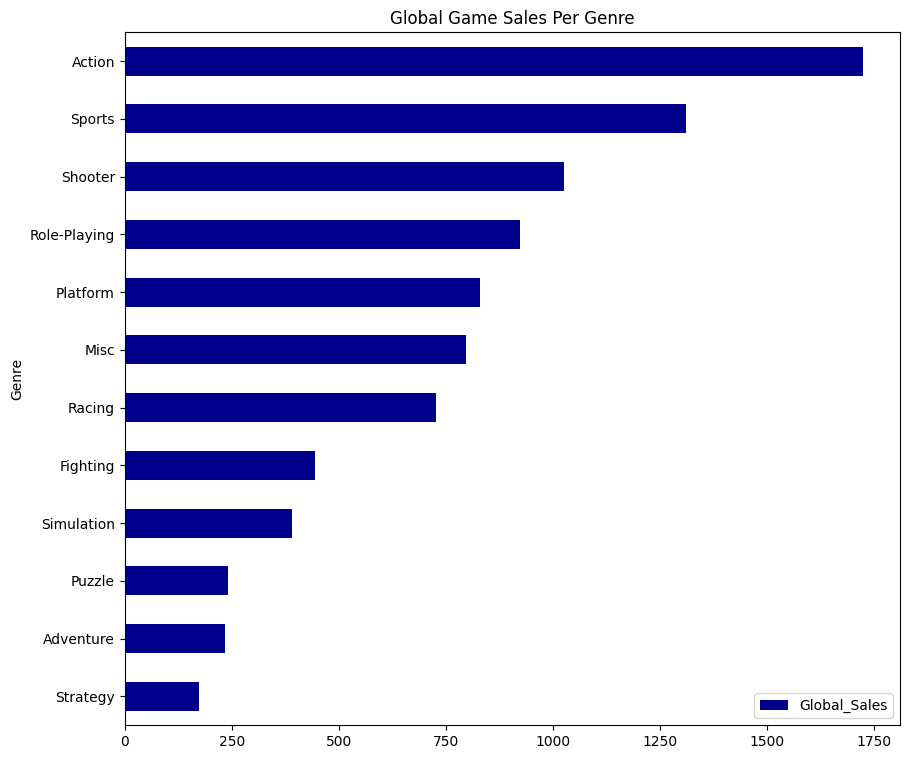 Global Game Sales Per Genre
Genre
Action
Sports
Shooter
Role-Playing
Platform
Misc
Racing
Fighting
Simulation
Puzzle
Adventure
Strategy
Global_Sales
0 250 500 750 1000 1250 1500 1750